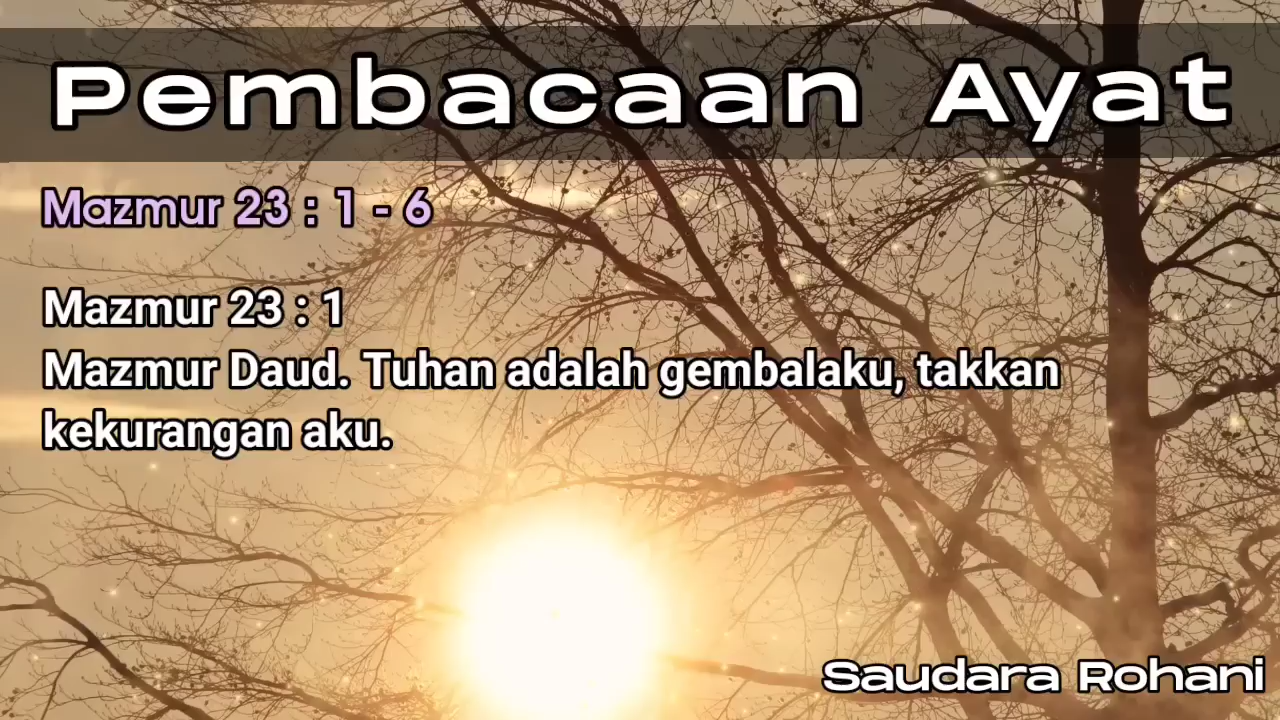 Pembacaan Ayat
Mazmur 23 : 1 - 6
Mazmur 23 : 1
Mazmur Daud. Tuhan adalah gembalaku, takkan
kekurangan aku.
Saudara Rohani